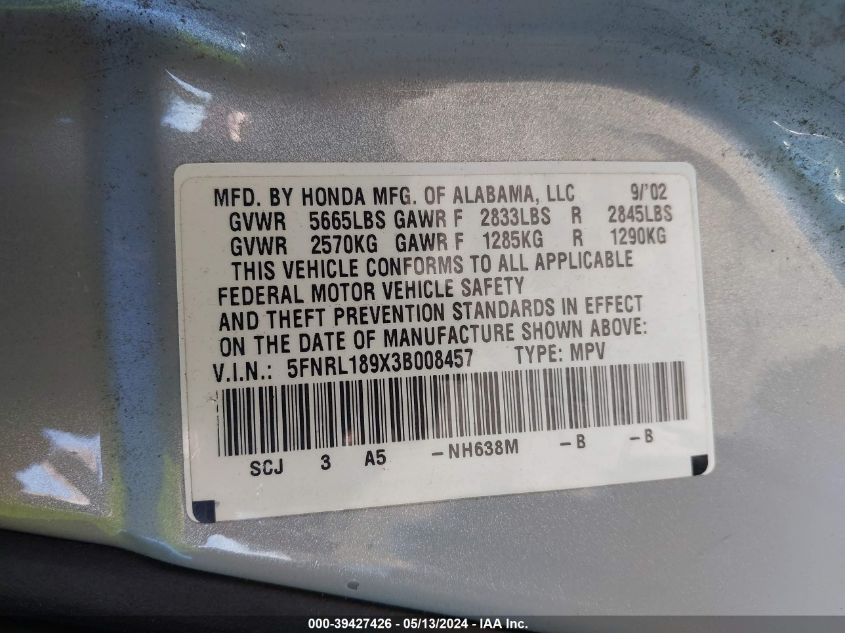 MFD. BY HONDA MFG. OF ALABAMA, LLC 9/'02
GVWR 5665LBS GAWR F 2833LBS R 2845LBS
GVWR 2570KG GAWR F 1285KG R 1290KG
THIS VEHICLE CONFORMS TO ALL APPLICABLE
FEDERAL MOTOR VEHICLE SAFETY
AND THEFT PREVENTION STANDARDS IN EFFECT
ON THE DATE OF MANUFACTURE SHOWN ABOVE:
V.I.N.: 5FNRL189X3B008457 TYPE: MPV
SCJ 3 A5 -NH638M -B -B
000-39427426 - 05/13/2024 - IAA Inc.